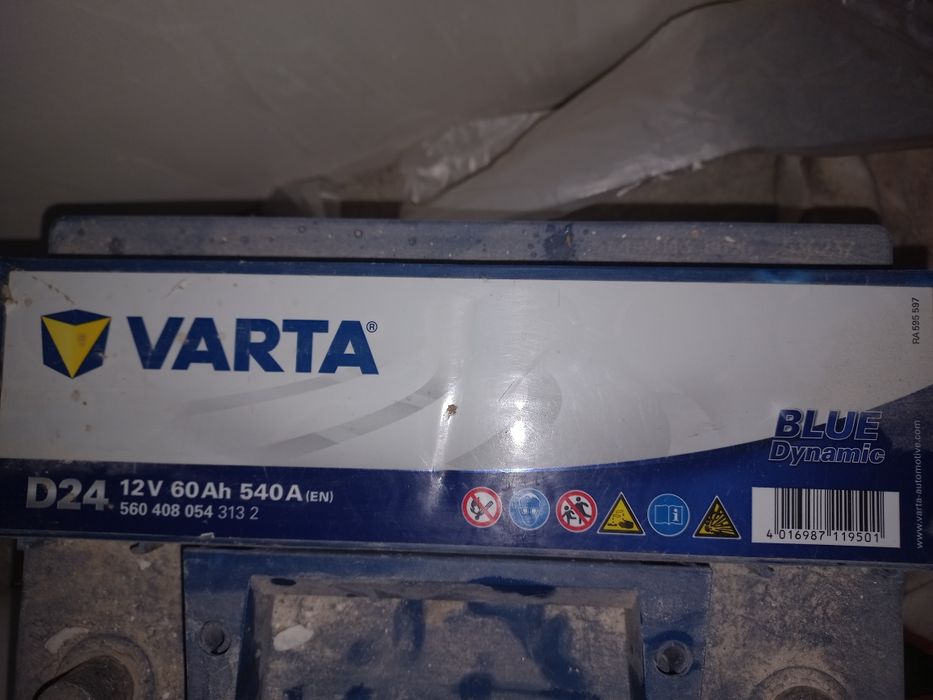 VARTA®
RA 595 597
BLUE
Dynamic
D24 12V 60Ah 540A (EN)
560 408 054 313 2
4 016987 119501
www.varta-automotive.com